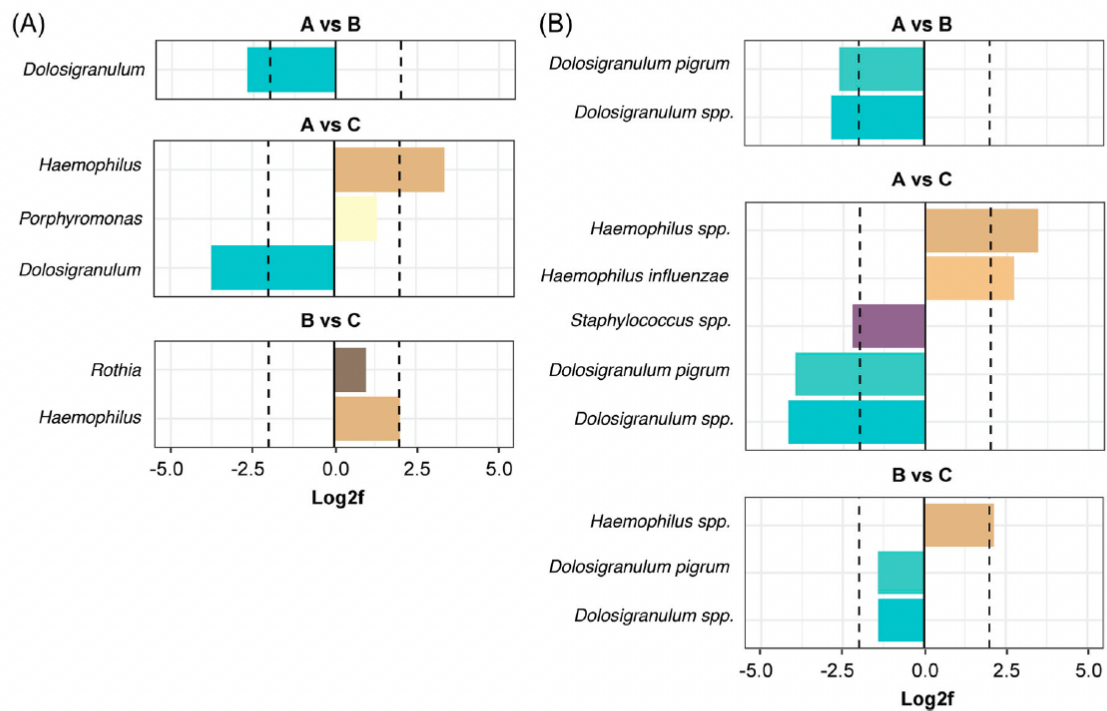 (A)
A vs B
Dolosigranulum
A vs C
Haemophilus
Porphyromonas
Dolosigranulum
B vs C
Rothia
Haemophilus
-5.0 -2.5 0.0 2.5 5.0
Log2f
(B)
A vs B
Dolosigranulum pigrum
Dolosigranulum spp.
A vs C
Haemophilus spp.
Haemophilus influenzae
Staphylococcus spp.
Dolosigranulum pigrum
Dolosigranulum spp.
B vs C
Haemophilus spp.
Dolosigranulum pigrum
Dolosigranulum spp.
-5.0 -2.5 0.0 2.5 5.0
Log2f